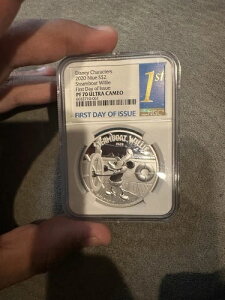 Disney Characters
2020 Niue S$2
Steamboat Willie
First Day of Issue
PF 70 ULTRA CAMEO
1st
FIRST DAY OF ISSUE
STEAMBOAT WILLIE